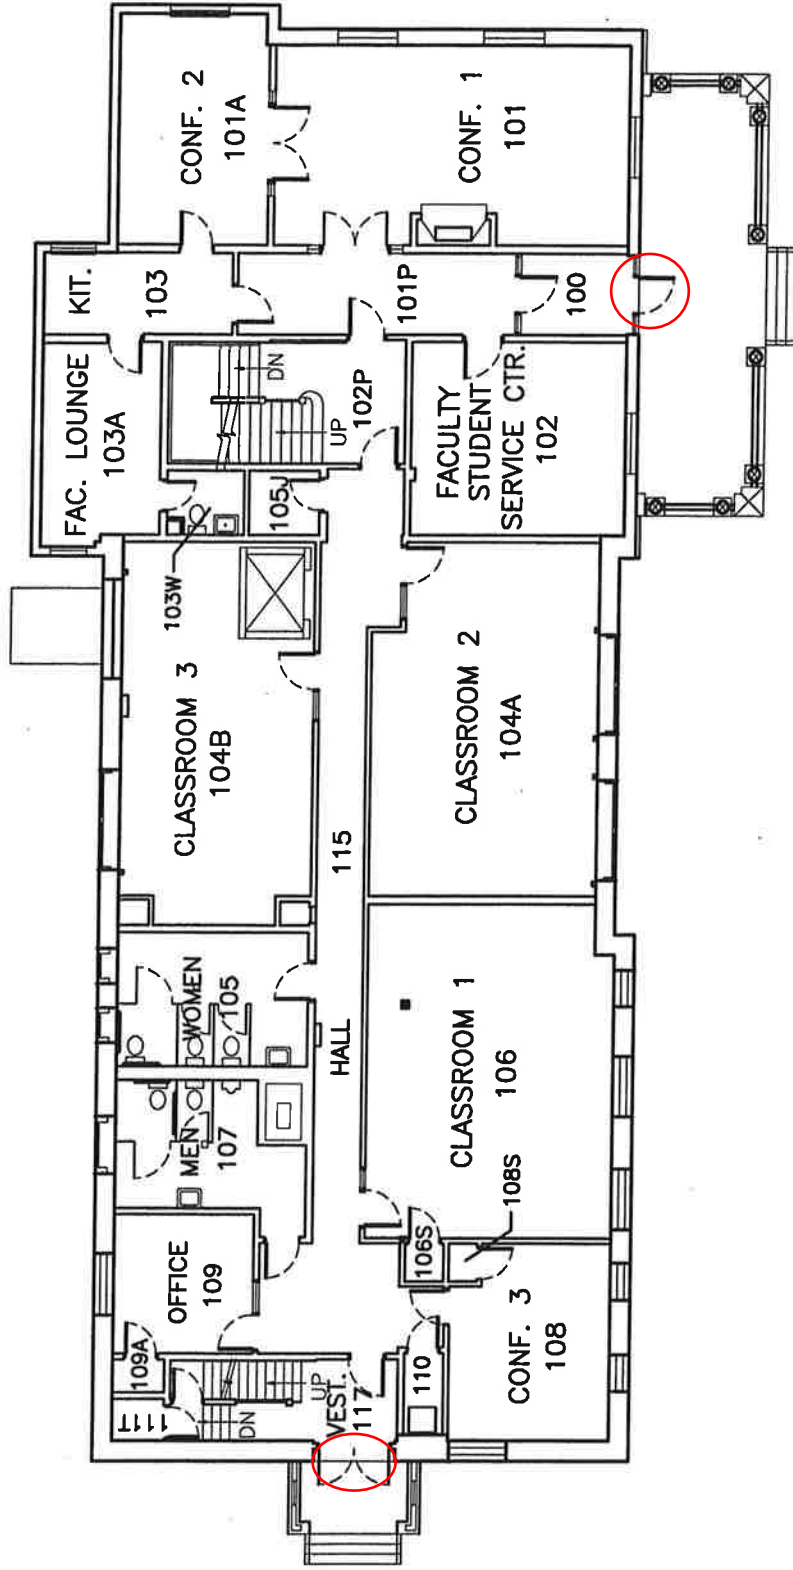 CONF. 2
101A
CONF. 1
101
KIT.
103
101P
100
FAC. LOUNGE
103A
DN
UP
102P
FACULTY
STUDENT
SERVICE CTR.
102
105J
103W
CLASSROOM 3
104B
CLASSROOM 2
104A
HALL 115
WOMEN
105
MEN
107
CLASSROOM 1
106
108S
106S
OFFICE
109
109A
CONF. 3
108
110
111T
DN
UP
VEST.
117